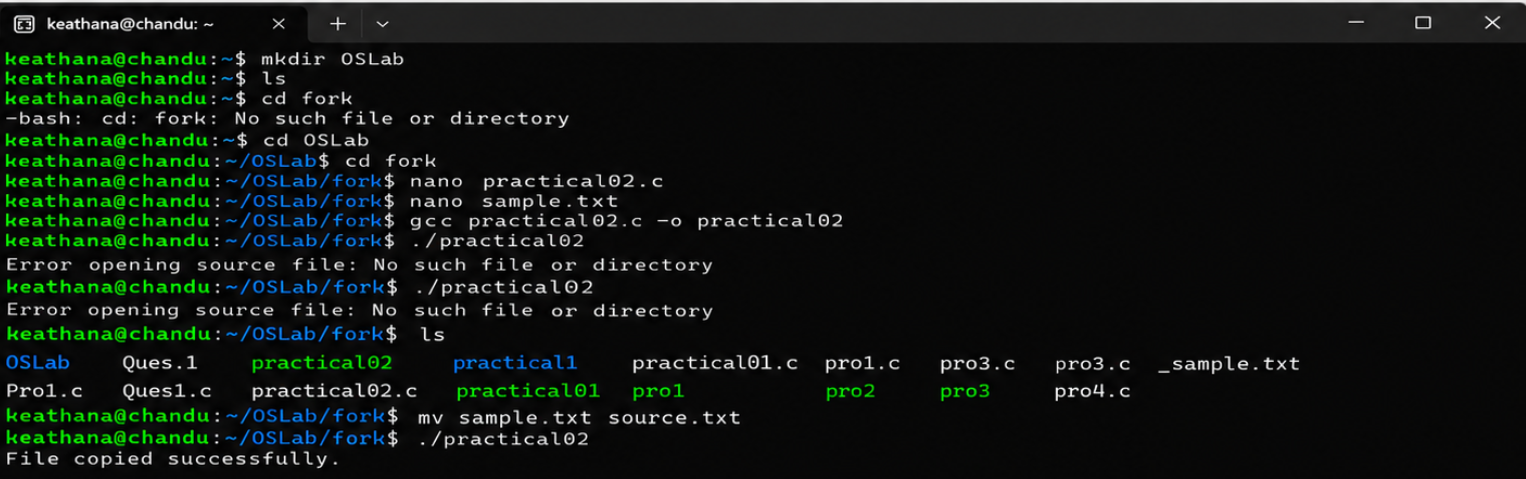 keathana@chandu: ~
keathana@chandu:~$ mkdir OSLab
keathana@chandu:~$ ls
keathana@chandu:~$ cd fork
-bash: cd: fork: No such file or directory
keathana@chandu:~$ cd OSLab
keathana@chandu:~/OSLab$ cd fork
keathana@chandu:~/OSLab/fork$ nano practical02.c
keathana@chandu:~/OSLab/fork$ nano sample.txt
keathana@chandu:~/OSLab/fork$ gcc practical02.c -o practical02
keathana@chandu:~/OSLab/fork$ ./practical02
Error opening source file: No such file or directory
keathana@chandu:~/OSLab/fork$ ./practical02
Error opening source file: No such file or directory
keathana@chandu:~/OSLab/fork$ ls
OSLab Ques.1 practical02 practical1 practical01.c pro1.c pro3.c pro3.c _sample.txt
Pro1.c Ques1.c practical02.c practical01 pro1 pro2 pro3 pro4.c
keathana@chandu:~/OSLab/fork$ mv sample.txt source.txt
keathana@chandu:~/OSLab/fork$ ./practical02
File copied successfully.